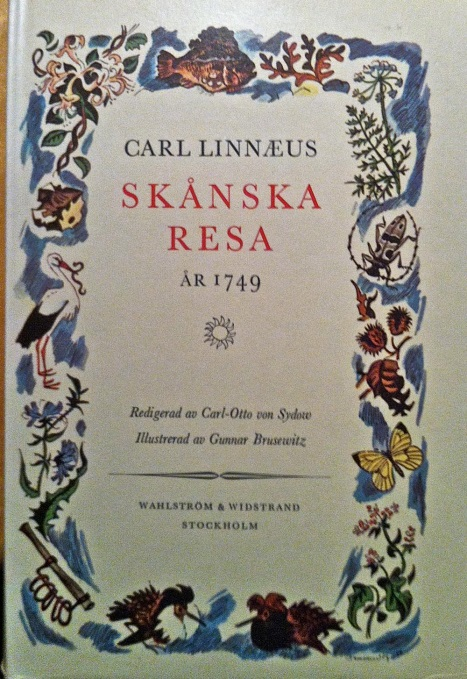 CARL LINNÆUS
SKÅNSKA
RESA
ÅR 1749
Redigerad av Carl-Otto von Sydow
Illustrerad av Gunnar Brusewitz
WAHLSTRÖM & WIDSTRAND
STOCKHOLM